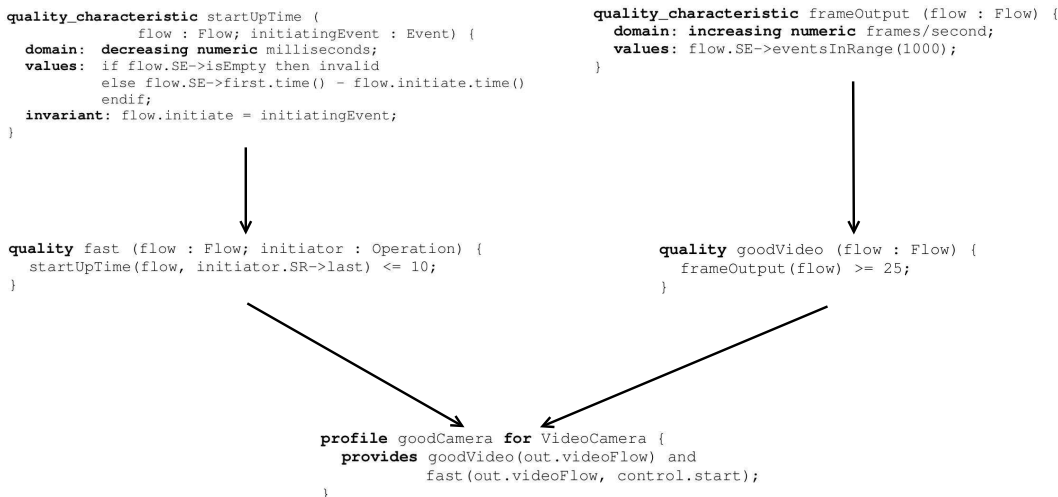 quality_characteristic startUpTime (
flow : Flow; initiatingEvent : Event) {
domain: decreasing numeric milliseconds;
values: if flow.SE->isEmpty then invalid
else flow.SE->first.time() - flow.initiate.time()
endif;
invariant: flow.initiate = initiatingEvent;
}
quality_characteristic frameOutput (flow : Flow) {
domain: increasing numeric frames/second;
values: flow.SE->eventsInRange(1000);
}
quality fast (flow : Flow; initiator : Operation) {
startUpTime(flow, initiator.SR->last) <= 10;
}
quality goodVideo (flow : Flow) {
frameOutput(flow) >= 25;
}
profile goodCamera for VideoCamera {
provides goodVideo(out.videoFlow) and
fast(out.videoFlow, control.start);
}